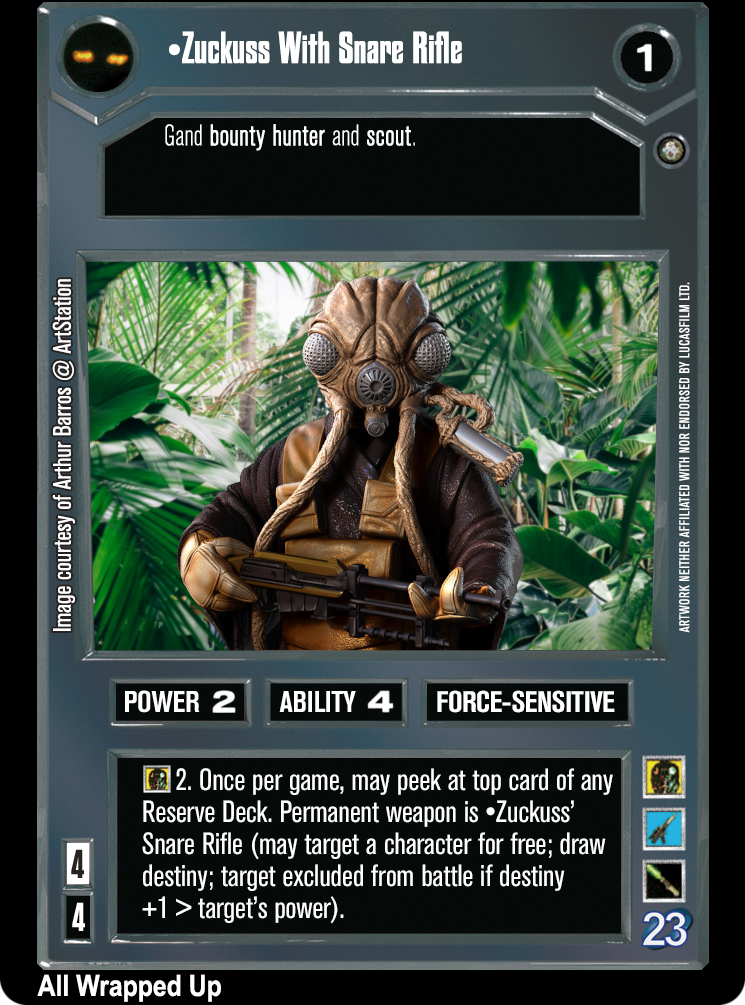 •Zuckuss With Snare Rifle
1
Gand bounty hunter and scout.
Image courtesy of Arthur Barros @ ArtStation
ARTWORK NEITHER AFFILIATED WITH NOR ENDORSED BY LUCASFILM LTD.
POWER 2
ABILITY 4
FORCE-SENSITIVE
2. Once per game, may peek at top card of any
Reserve Deck. Permanent weapon is •Zuckuss'
Snare Rifle (may target a character for free; draw
destiny; target excluded from battle if destiny
+1 > target's power).
4
4
23
All Wrapped Up